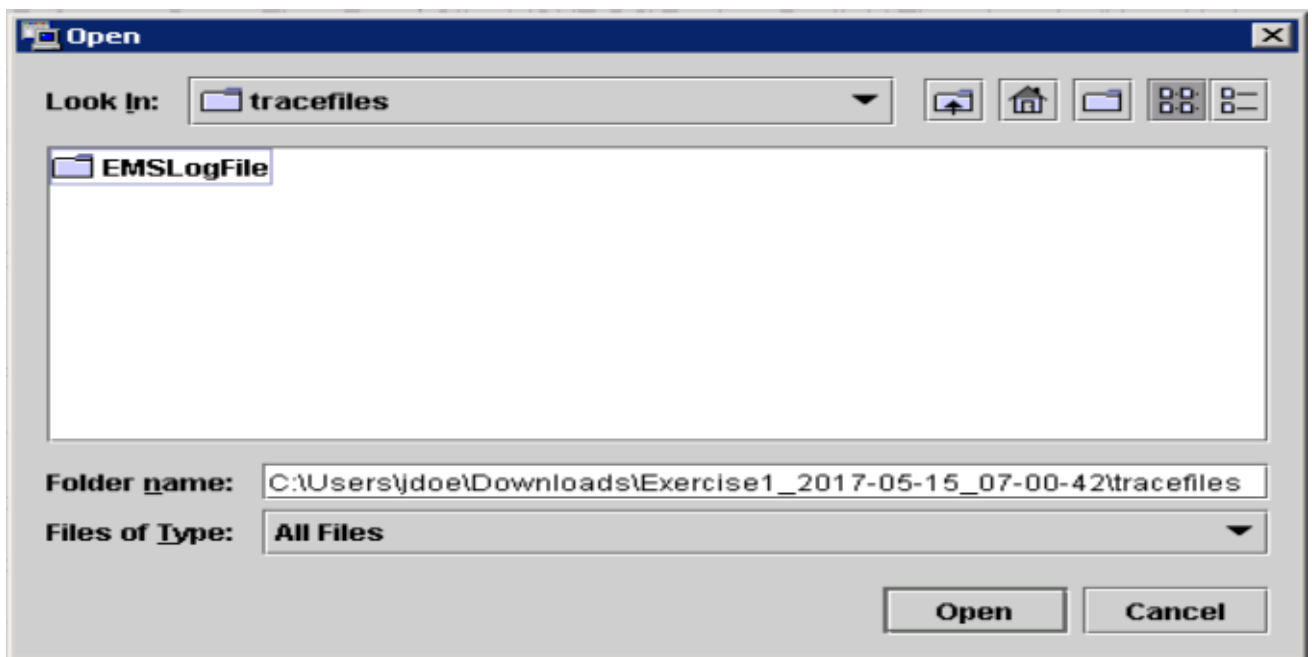 Open
Look In: tracefiles
EMSLogFile
Folder name: C:\Users\jdoe\Downloads\Exercise1_2017-05-15_07-00-42\tracefiles
Files of Type: All Files
Open Cancel